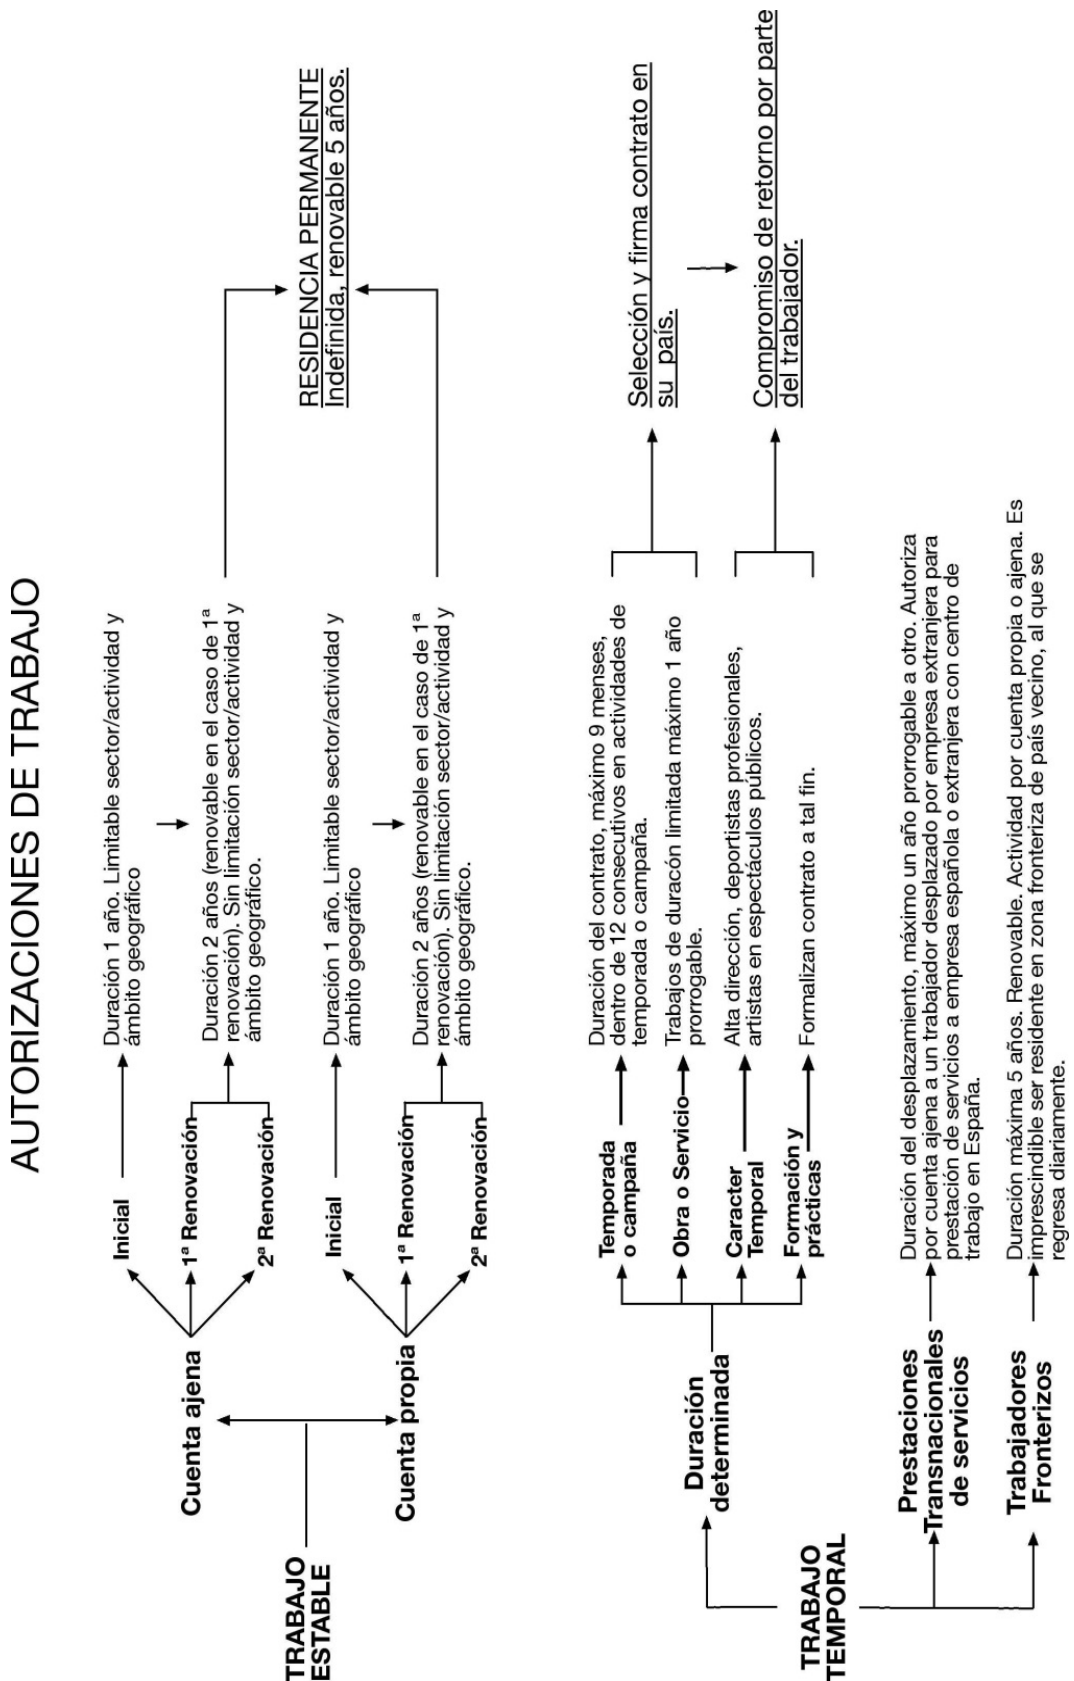 AUTORIZACIONES DE TRABAJO
TRABAJO
ESTABLE
Cuenta ajena
Inicial
Duración 1 año. Limitable sector/actividad y
ámbito geográfico
1ª Renovación
2ª Renovación
Duración 2 años (renovable en el caso de 1ª
renovación). Sin limitación sector/actividad y
ámbito geográfico.
Cuenta propia
Inicial
Duración 1 año. Limitable sector/actividad y
ámbito geográfico
1ª Renovación
2ª Renovación
Duración 2 años (renovable en el caso de 1ª
renovación). Sin limitación sector/actividad y
ámbito geográfico.
RESIDENCIA PERMANENTE
Indefinida, renovable 5 años.
TRABAJO
TEMPORAL
Duración
determinada
Temporada
o campaña
Duración del contrato, máximo 9 menses,
dentro de 12 consecutivos en actividades de
temporada o campaña.
Obra o Servicio
Trabajos de duracón limitada máximo 1 año
prorrogable.
Caracter
Temporal
Alta dirección, deportistas profesionales,
artistas en espectáculos públicos.
Formación y
prácticas
Formalizan contrato a tal fin.
Selección y firma contrato en
su país.
Compromiso de retorno por parte
del trabajador.
Prestaciones
Transnacionales
de servicios
Duración del desplazamiento, máximo un año prorrogable a otro. Autoriza
por cuenta ajena a un trabajador desplazado por empresa extranjera para
prestación de servicios a empresa española o extranjera con centro de
trabajo en España.
Trabajadores
Fronterizos
Duración máxima 5 años. Renovable. Actividad por cuenta propia o ajena. Es
imprescindible ser residente en zona fronteriza de país vecino, al que se
regresa diariamente.